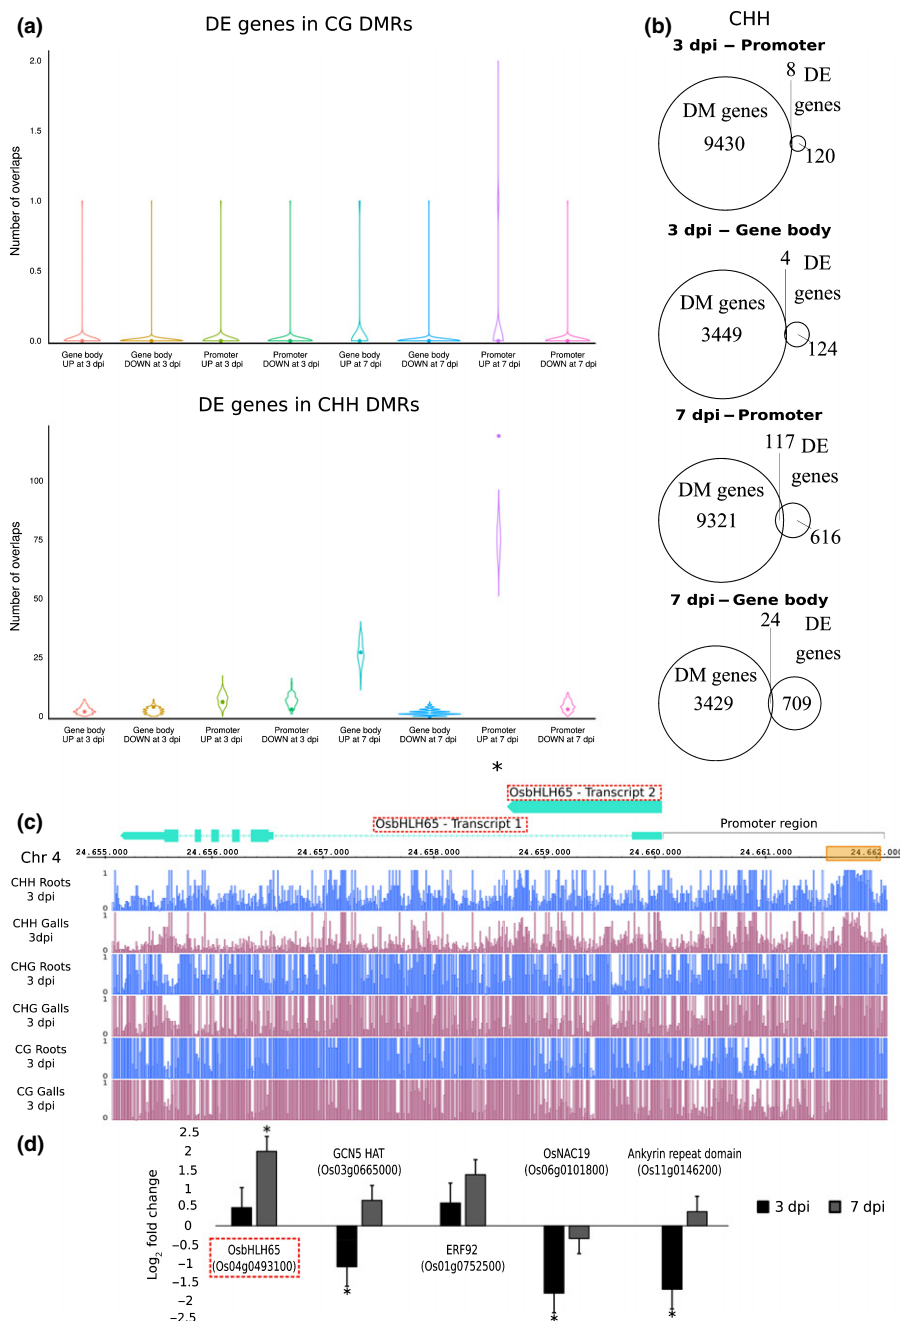 (a)
DE genes in CG DMRs
Number of overlaps
2.0
1.5
1.0
0.5
0.0
Gene body UP at 3 dpi
Gene body DOWN at 3 dpi
Promoter UP at 3 dpi
Promoter DOWN at 3 dpi
Gene body UP at 7 dpi
Gene body DOWN at 7 dpi
Promoter UP at 7 dpi
Promoter DOWN at 7 dpi
DE genes in CHH DMRs
Number of overlaps
100
75
50
25
0
Gene body UP at 3 dpi
Gene body DOWN at 3 dpi
Promoter UP at 3 dpi
Promoter DOWN at 3 dpi
Gene body UP at 7 dpi
Gene body DOWN at 7 dpi
Promoter UP at 7 dpi
Promoter DOWN at 7 dpi
*
(b)
CHH
3 dpi – Promoter
8 DE genes
DM genes
9430
120
3 dpi – Gene body
4 DE genes
DM genes
3449
124
7 dpi – Promoter
117 DE genes
DM genes
9321
616
7 dpi – Gene body
24 DE genes
DM genes
3429
709
(c)
OsbHLH65 - Transcript 2
OsbHLH65 - Transcript 1
Promoter region
Chr 4
24.655.000 24.656.000 24.657.000 24.658.000 24.659.000 24.660.000 24.661.000 24.662.000
CHH Roots 3 dpi
1
0
CHH Galls 3dpi
1
0
CHG Roots 3 dpi
1
0
CHG Galls 3 dpi
1
0
CG Roots 3 dpi
1
0
CG Galls 3 dpi
1
0
(d)
Log2 fold change
2.5
2
1.5
1
0.5
0
−0.5
−1
−1.5
−2
−2.5
*
OsbHLH65
(Os04g0493100)
GCN5 HAT
(Os03g0665000)
*
ERF92
(Os01g0752500)
OsNAC19
(Os06g0101800)
*
Ankyrin repeat domain
(Os11g0146200)
*
3 dpi
7 dpi